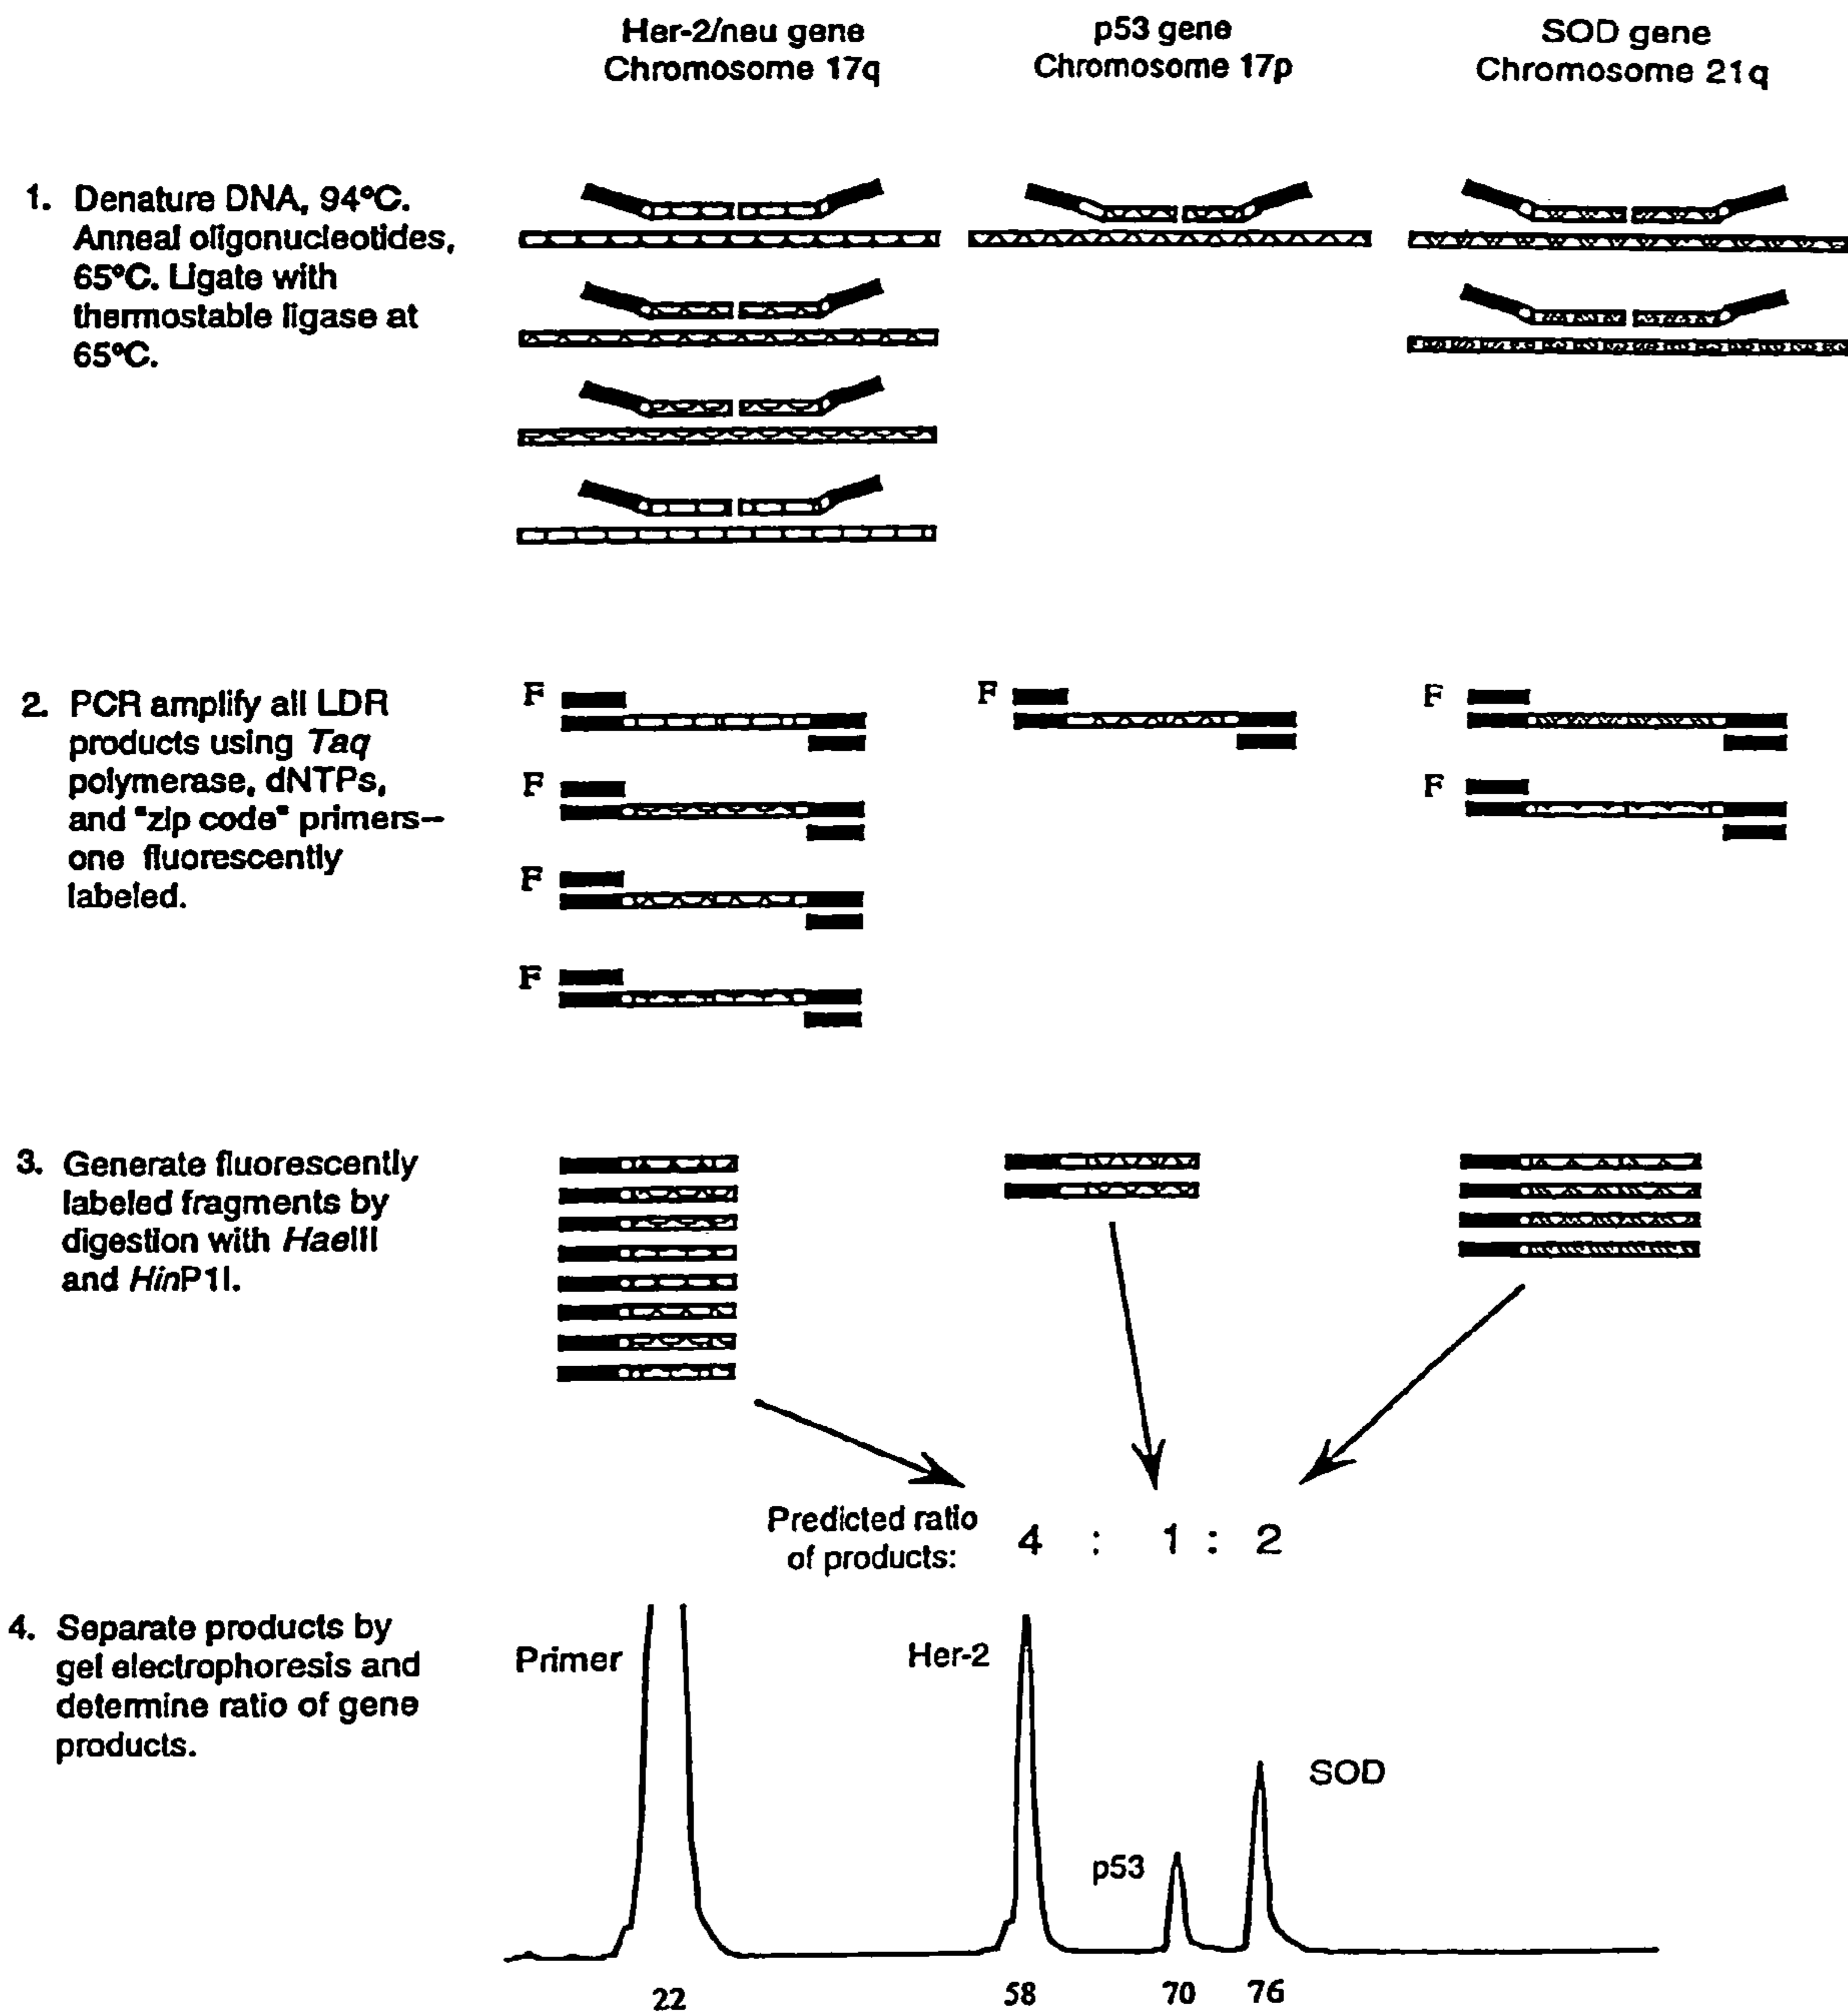 Her-2/neu gene
Chromosome 17q
p53 gene
Chromosome 17p
SOD gene
Chromosome 21q
1. Denature DNA, 94°C.
Anneal oligonucleotides,
65°C. Ligate with
thermostable ligase at
65°C.
2. PCR amplify all LDR
products using Taq
polymerase, dNTPs,
and "zip code" primers–
one fluorescently
labeled.
F
F
F
F
F
F
F
3. Generate fluorescently
labeled fragments by
digestion with HaeIII
and HinP1I.
Predicted ratio
of products:
4 : 1 : 2
4. Separate products by
gel electrophoresis and
determine ratio of gene
products.
Primer
Her-2
p53
SOD
22
58
70
76